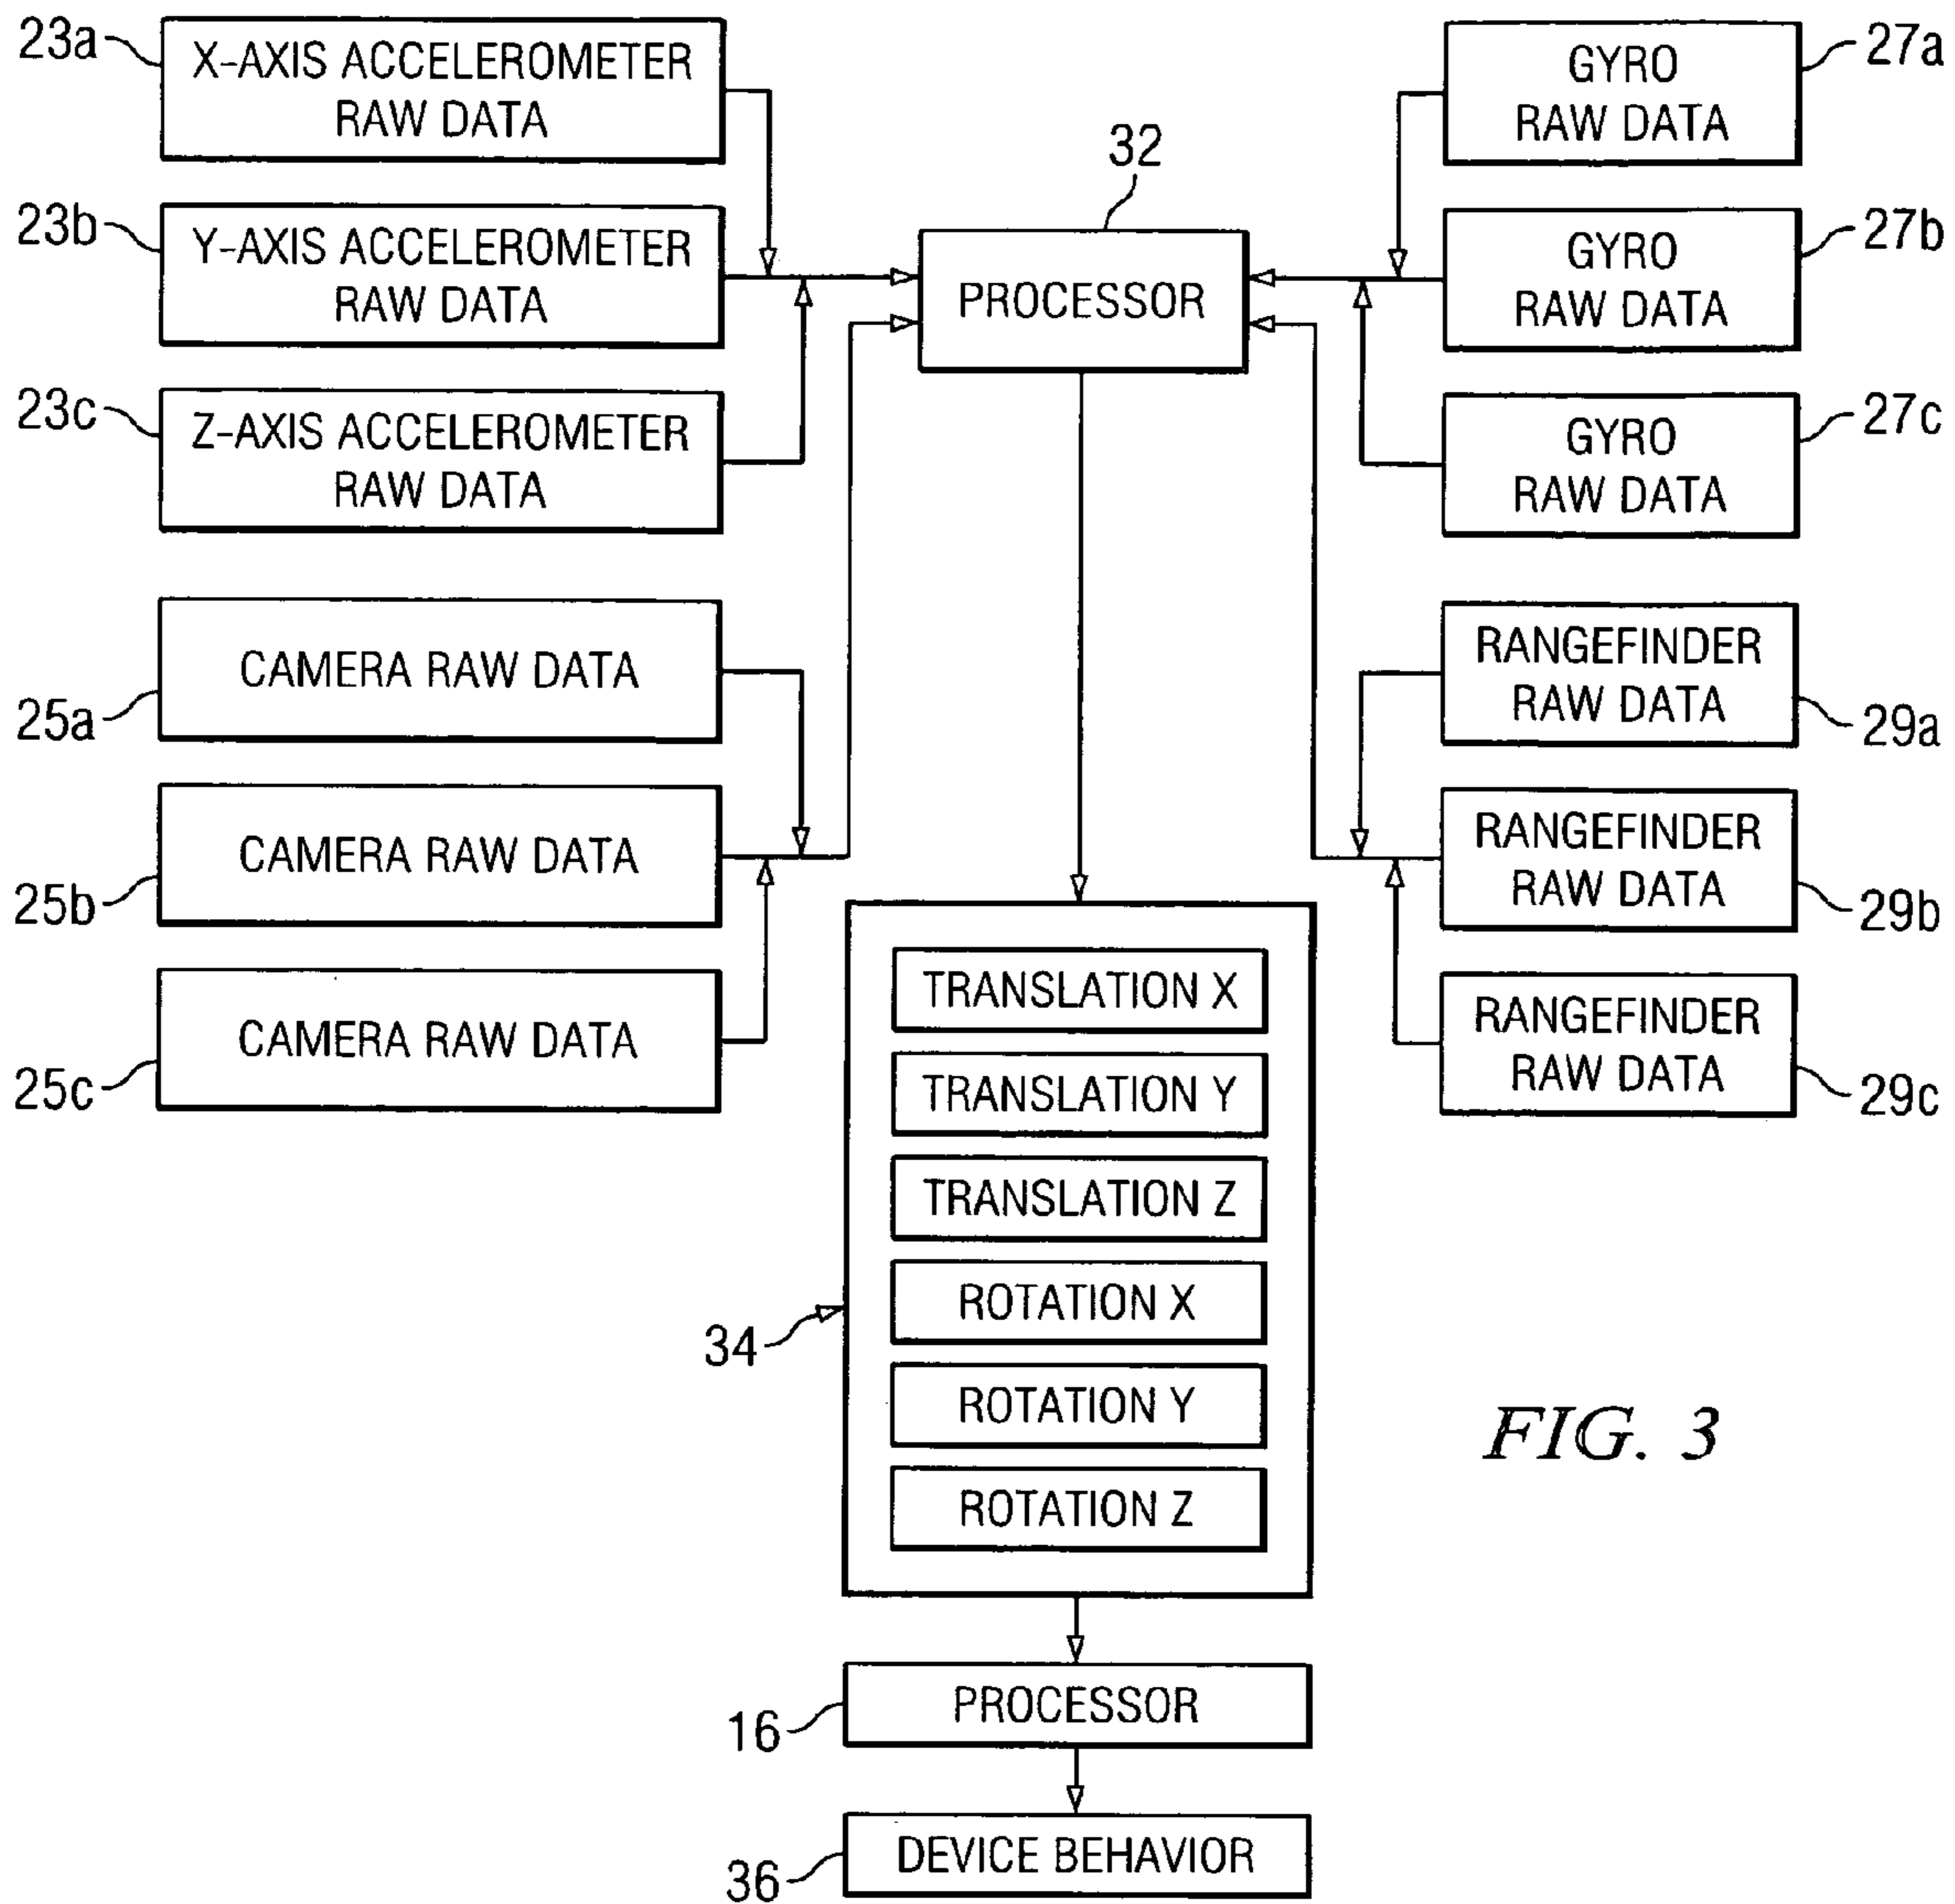 23a
X-AXIS ACCELEROMETER
RAW DATA
23b
Y-AXIS ACCELEROMETER
RAW DATA
23c
Z-AXIS ACCELEROMETER
RAW DATA
25a
CAMERA RAW DATA
25b
CAMERA RAW DATA
25c
CAMERA RAW DATA
32
PROCESSOR
27a
GYRO
RAW DATA
27b
GYRO
RAW DATA
27c
GYRO
RAW DATA
29a
RANGEFINDER
RAW DATA
29b
RANGEFINDER
RAW DATA
29c
RANGEFINDER
RAW DATA
34
TRANSLATION X
TRANSLATION Y
TRANSLATION Z
ROTATION X
ROTATION Y
ROTATION Z
16
PROCESSOR
36
DEVICE BEHAVIOR
FIG. 3